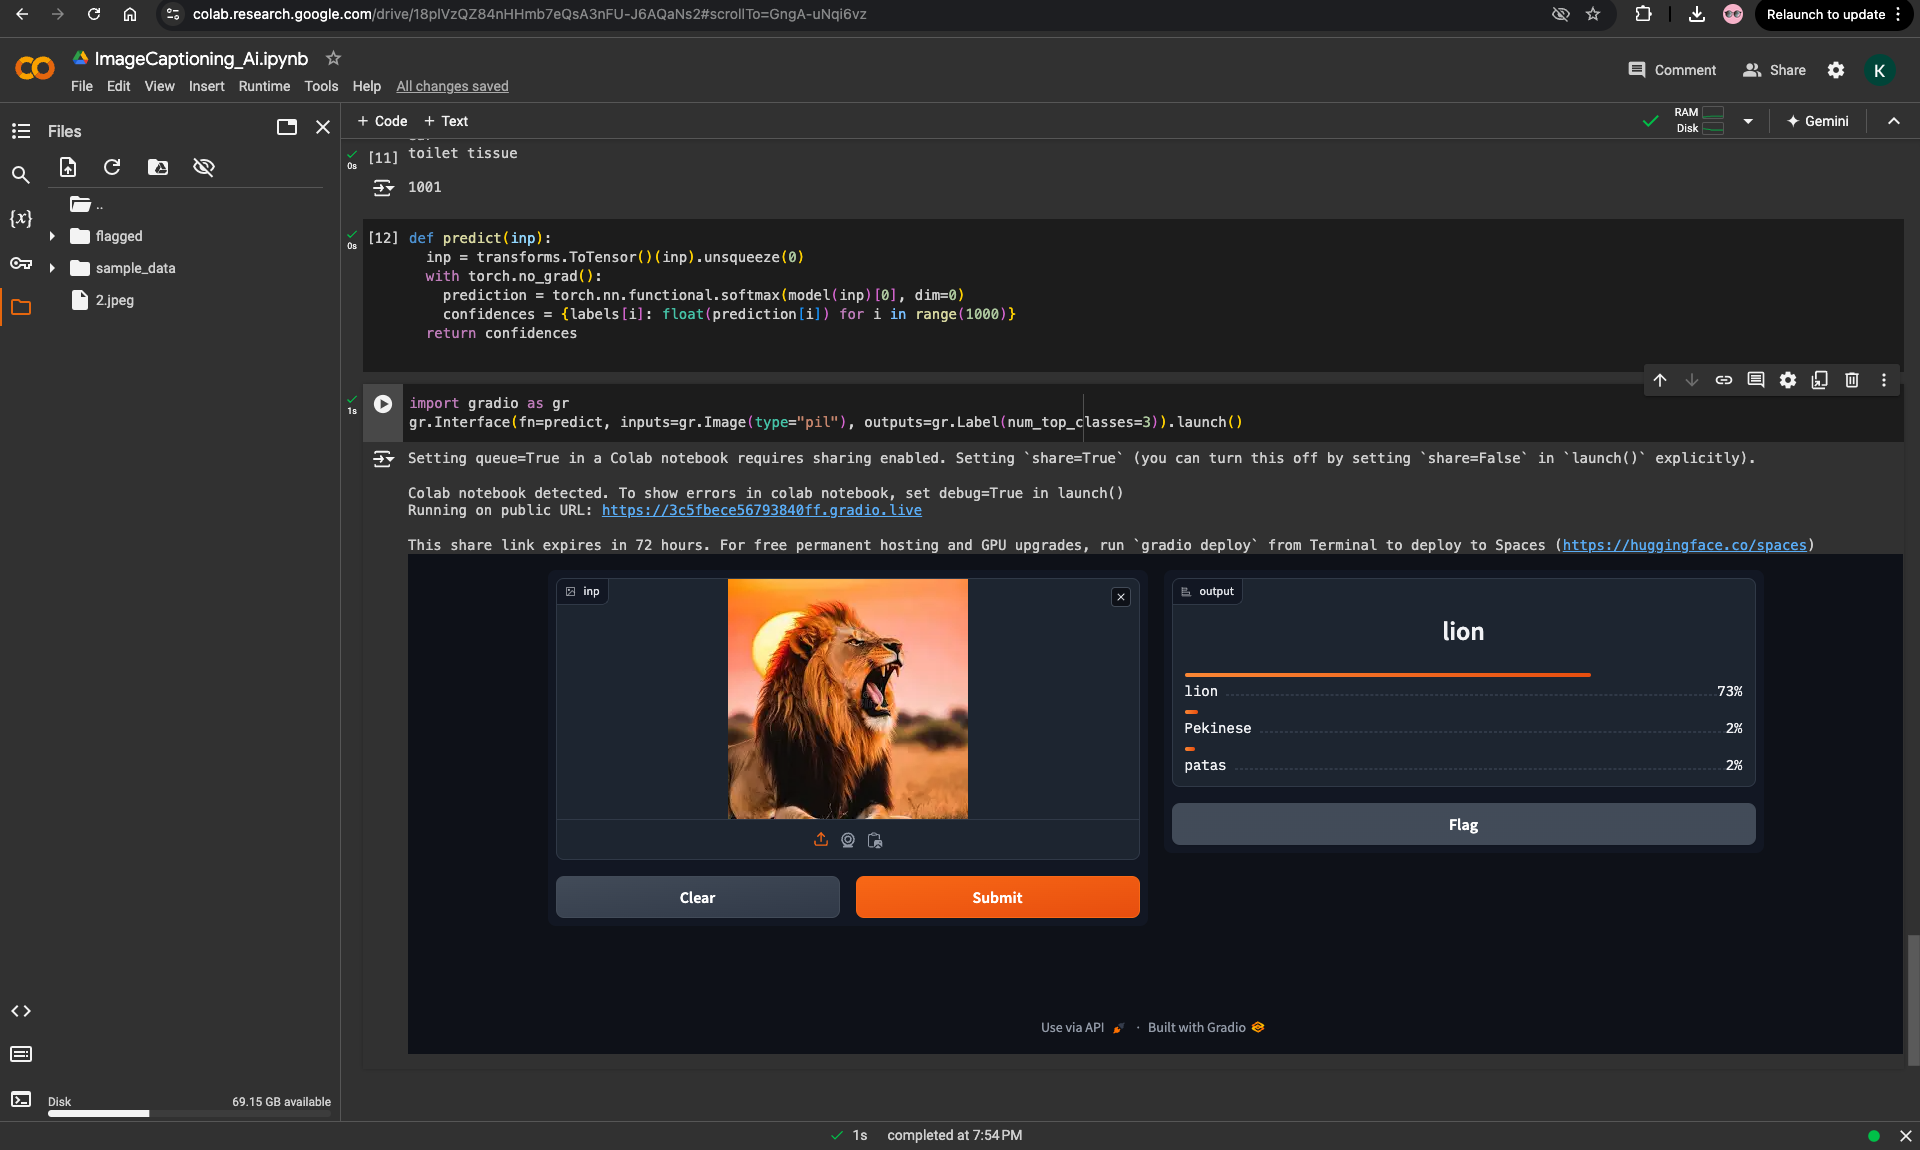 colab.research.google.com/drive/18plVzQZ84nHHmb7eQsA3nFU-J6AQaNs2#scrollTo=GngA-uNqi6vz
Relaunch to update
ImageCaptioning_Ai.ipynb
File Edit View Insert Runtime Tools Help All changes saved
Comment Share K
Files
+ Code + Text
RAM
Disk
Gemini
..
flagged
sample_data
2.jpeg
0s [11] toilet tissue
1001
0s [12] def predict(inp):
inp = transforms.ToTensor()(inp).unsqueeze(0)
with torch.no_grad():
prediction = torch.nn.functional.softmax(model(inp)[0], dim=0)
confidences = {labels[i]: float(prediction[i]) for i in range(1000)}
return confidences
1s import gradio as gr
gr.Interface(fn=predict, inputs=gr.Image(type="pil"), outputs=gr.Label(num_top_classes=3)).launch()
Setting queue=True in a Colab notebook requires sharing enabled. Setting `share=True` (you can turn this off by setting `share=False` in `launch()` explicitly).
Colab notebook detected. To show errors in colab notebook, set debug=True in launch()
Running on public URL: https://3c5fbece56793840ff.gradio.live
This share link expires in 72 hours. For free permanent hosting and GPU upgrades, run `gradio deploy` from Terminal to deploy to Spaces (https://huggingface.co/spaces)
inp
output
lion
lion 73%
Pekinese 2%
patas 2%
Flag
Clear
Submit
Use via API · Built with Gradio
Disk 69.15 GB available
1s completed at 7:54 PM